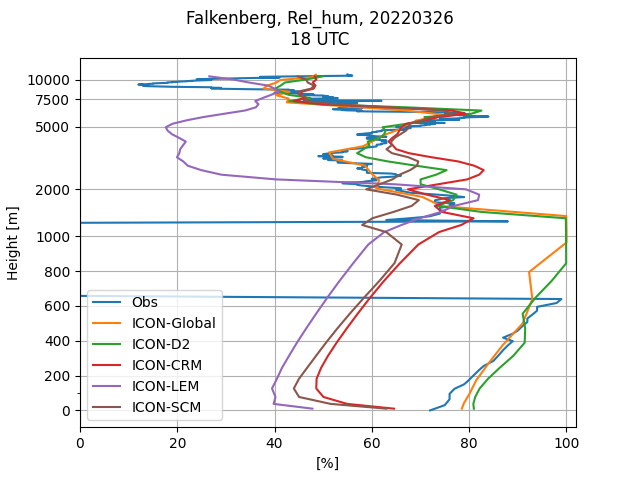 Falkenberg, Rel_hum, 20220326
18 UTC
Height [m]
10000
7500
5000
2000
1000
800
600
400
200
0
Obs
ICON-Global
ICON-D2
ICON-CRM
ICON-LEM
ICON-SCM
0 20 40 60 80 100
[%]